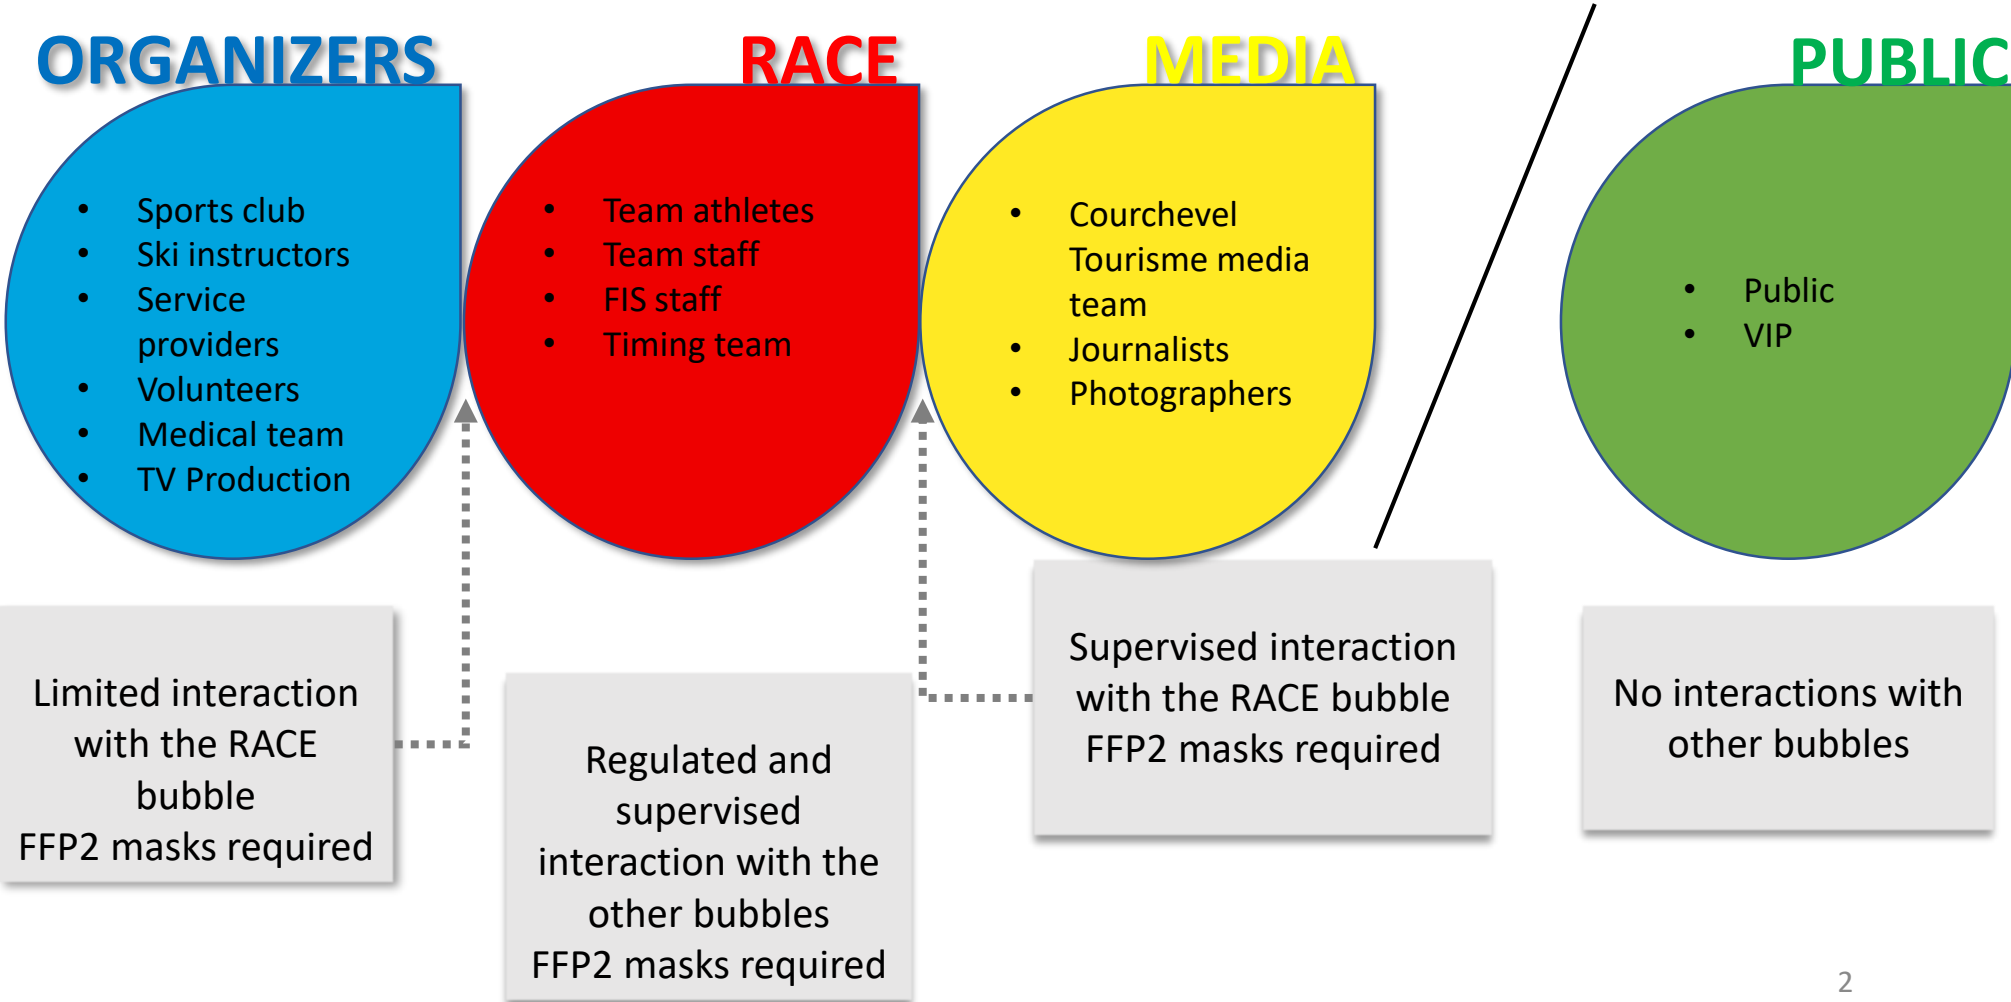 ORGANIZERS
• Sports club
• Ski instructors
• Service
providers
• Volunteers
• Medical team
• TV Production
Limited interaction
with the RACE
bubble
FFP2 masks required
RACE
• Team athletes
• Team staff
• FIS staff
• Timing team
Regulated and
supervised
interaction with the
other bubbles
FFP2 masks required
MEDIA
• Courchevel
Tourisme media
team
• Journalists
• Photographers
Supervised interaction
with the RACE bubble
FFP2 masks required
PUBLIC
• Public
• VIP
No interactions with
other bubbles
2